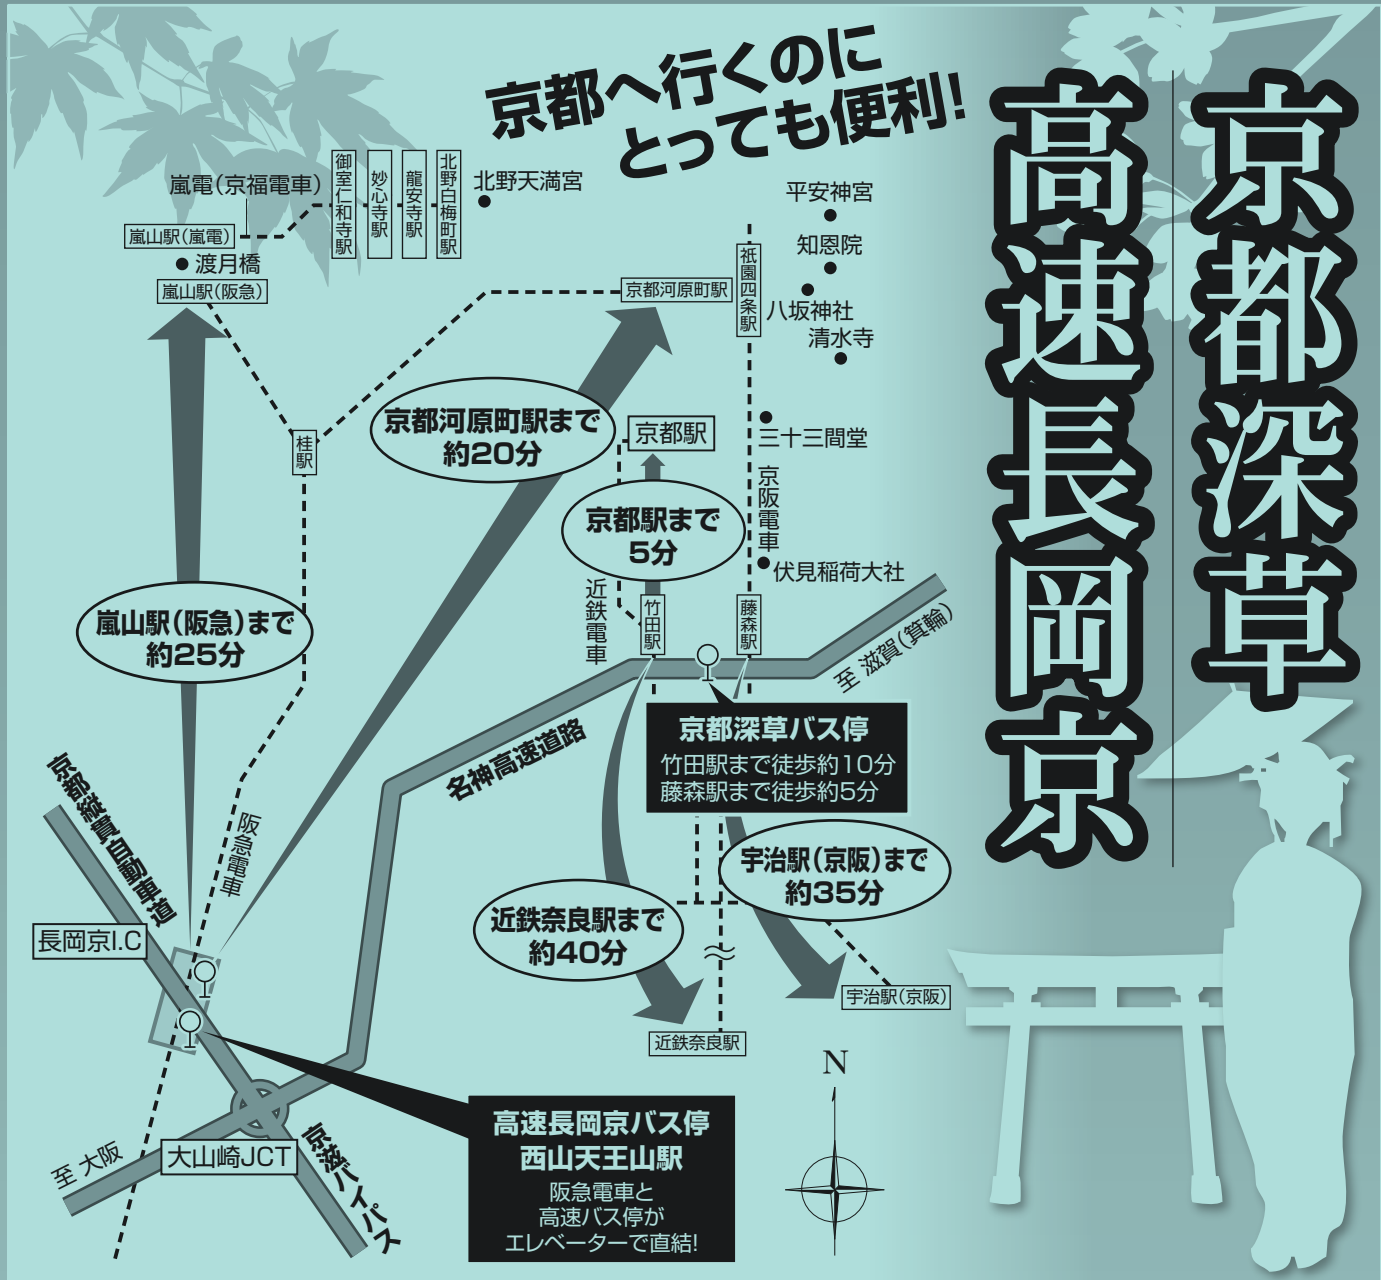 京都深草
高速長岡京
京都へ行くのに
とっても便利!
嵐電(京福電車)
御室仁和寺駅
妙心寺駅
龍安寺駅
北野白梅町駅
北野天満宮
嵐山駅(嵐電)
渡月橋
嵐山駅(阪急)
平安神宮
知恩院
京都河原町駅
祇園四条駅
八坂神社
清水寺
京都河原町駅まで
約20分
桂駅
京都駅
三十三間堂
京阪電車
京都駅まで
5分
伏見稲荷大社
近鉄電車
竹田駅
藤森駅
嵐山駅(阪急)まで
約25分
至 滋賀(箕輪)
名神高速道路
京都深草バス停
竹田駅まで徒歩約10分
藤森駅まで徒歩約5分
京都縦貫自動車道
阪急電車
宇治駅(京阪)まで
約35分
近鉄奈良駅まで
約40分
長岡京I.C
宇治駅(京阪)
近鉄奈良駅
N
高速長岡京バス停
西山天王山駅
阪急電車と
高速バス停が
エレベーターで直結!
大山崎JCT
至 大阪
京滋バイパス